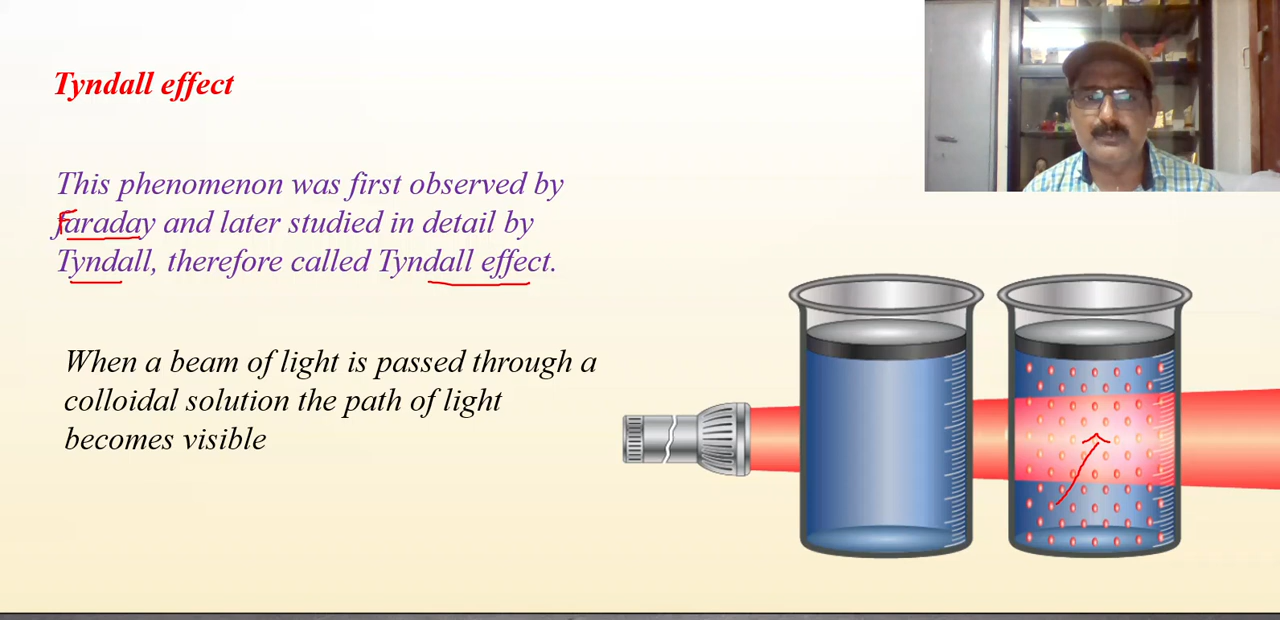 Tyndall effect
This phenomenon was first observed by
faraday and later studied in detail by
Tyndall, therefore called Tyndall effect.
When a beam of light is passed through a
colloidal solution the path of light
becomes visible